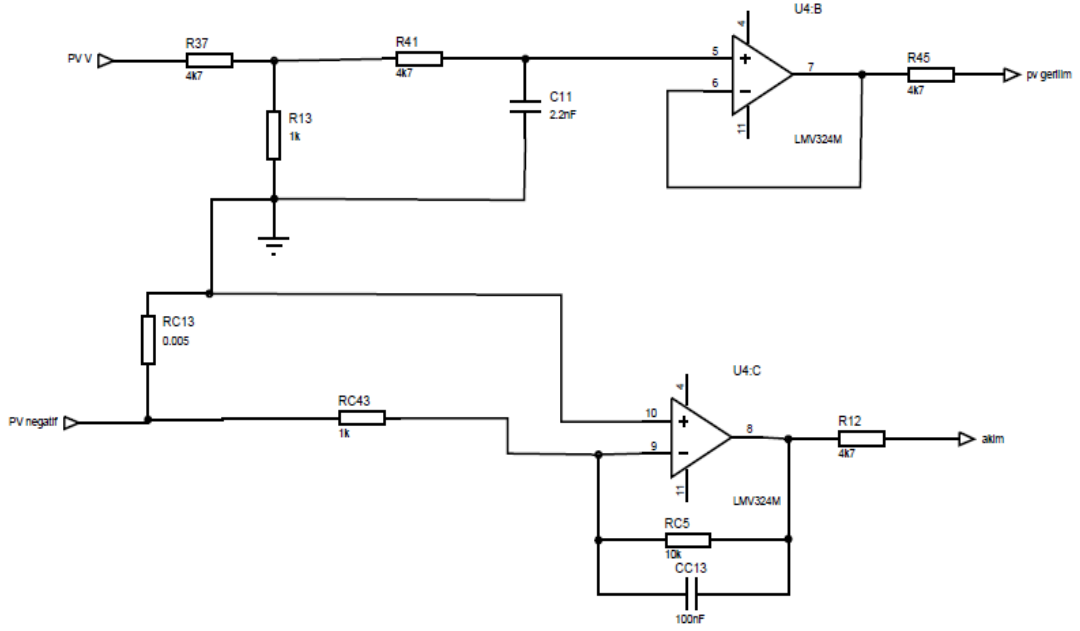 U4:B
R37
R41
4
PV V
5
R45
4k7
4k7
7
pv gerilim
6
C11
4k7
R13
2.2nF
11
LMV324M
1k
RC13
0.005
U4:C
4
RC43
10
R12
PV negatif
8
akim
1k
9
4k7
11
LMV324M
RC5
10k
CC13
100nF